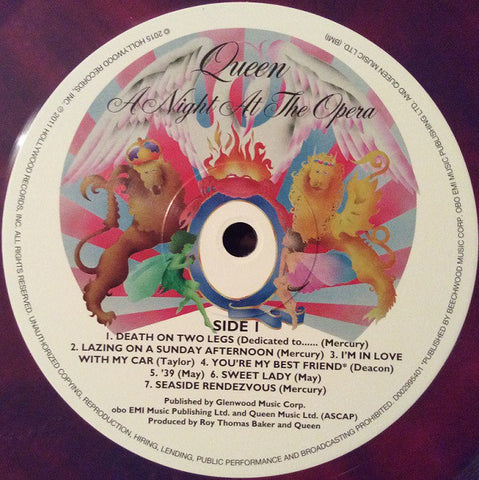 Queen
A Night At The Opera
SIDE 1
1. DEATH ON TWO LEGS (Dedicated to...... (Mercury)
2. LAZING ON A SUNDAY AFTERNOON (Mercury) 3. I'M IN LOVE
WITH MY CAR (Taylor) 4. YOU'RE MY BEST FRIEND* (Deacon)
5. '39 (May) 6. SWEET LADY (May)
7. SEASIDE RENDEZVOUS (Mercury)
Published by Glenwood Music Corp.
obo EMI Music Publishing Ltd. and Queen Music Ltd. (ASCAP)
Produced by Roy Thomas Baker and Queen
℗ 2011 HOLLYWOOD RECORDS, INC. ALL RIGHTS RESERVED. UNAUTHORIZED COPYING, REPRODUCTION, HIRING, LENDING, PUBLIC PERFORMANCE AND BROADCASTING PROHIBITED. D002995401 *PUBLISHED BY BEECHWOOD MUSIC CORP OBO EMI MUSIC PUBLISHING LTD. AND QUEEN MUSIC LTD. (BMI)
© 2015 HOLLYWOOD RECORDS, INC